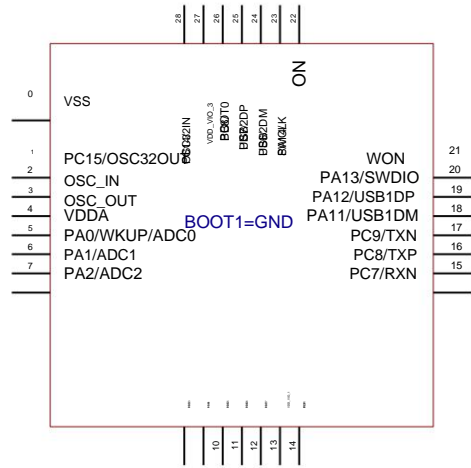 28
27
26
25
24
23
22
NO
VDD_VIO_3
0
VSS
1
PC15/OSC32OUT
WON
21
2
OSC_IN
PA13/SWDIO
20
3
OSC_OUT
PA12/USB1DP
19
4
VDDA
BOOT1=GND
PA11/USB1DM
18
5
PA0/WKUP/ADC0
PC9/TXN
17
6
PA1/ADC1
PC8/TXP
16
7
PA2/ADC2
PC7/RXN
15
10
11
12
13
14